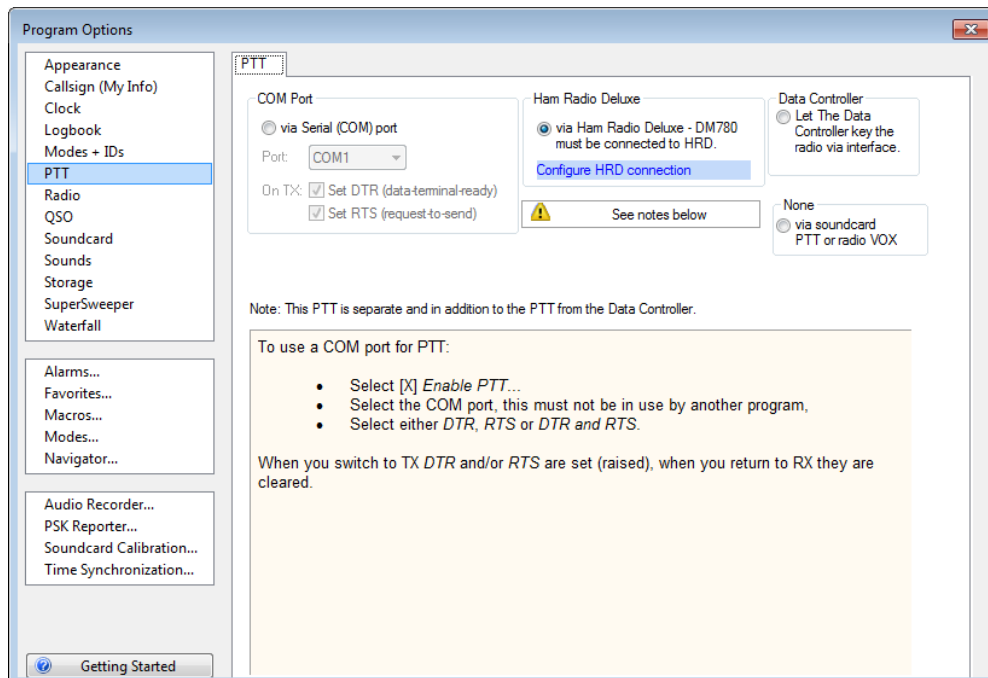 Program Options
Appearance
Callsign (My Info)
Clock
Logbook
Modes + IDs
PTT
Radio
QSO
Soundcard
Sounds
Storage
SuperSweeper
Waterfall
Alarms...
Favorites...
Macros...
Modes...
Navigator...
Audio Recorder...
PSK Reporter...
Soundcard Calibration...
Time Synchronization...
Getting Started
PTT
COM Port
via Serial (COM) port
Port: COM1
On TX: Set DTR (data-terminal-ready)
Set RTS (request-to-send)
Ham Radio Deluxe
via Ham Radio Deluxe - DM780
must be connected to HRD.
Configure HRD connection
See notes below
Data Controller
Let The Data
Controller key the
radio via interface.
None
via soundcard
PTT or radio VOX
Note: This PTT is separate and in addition to the PTT from the Data Controller.
To use a COM port for PTT:
• Select [X] Enable PTT...
• Select the COM port, this must not be in use by another program,
• Select either DTR, RTS or DTR and RTS.
When you switch to TX DTR and/or RTS are set (raised), when you return to RX they are
cleared.